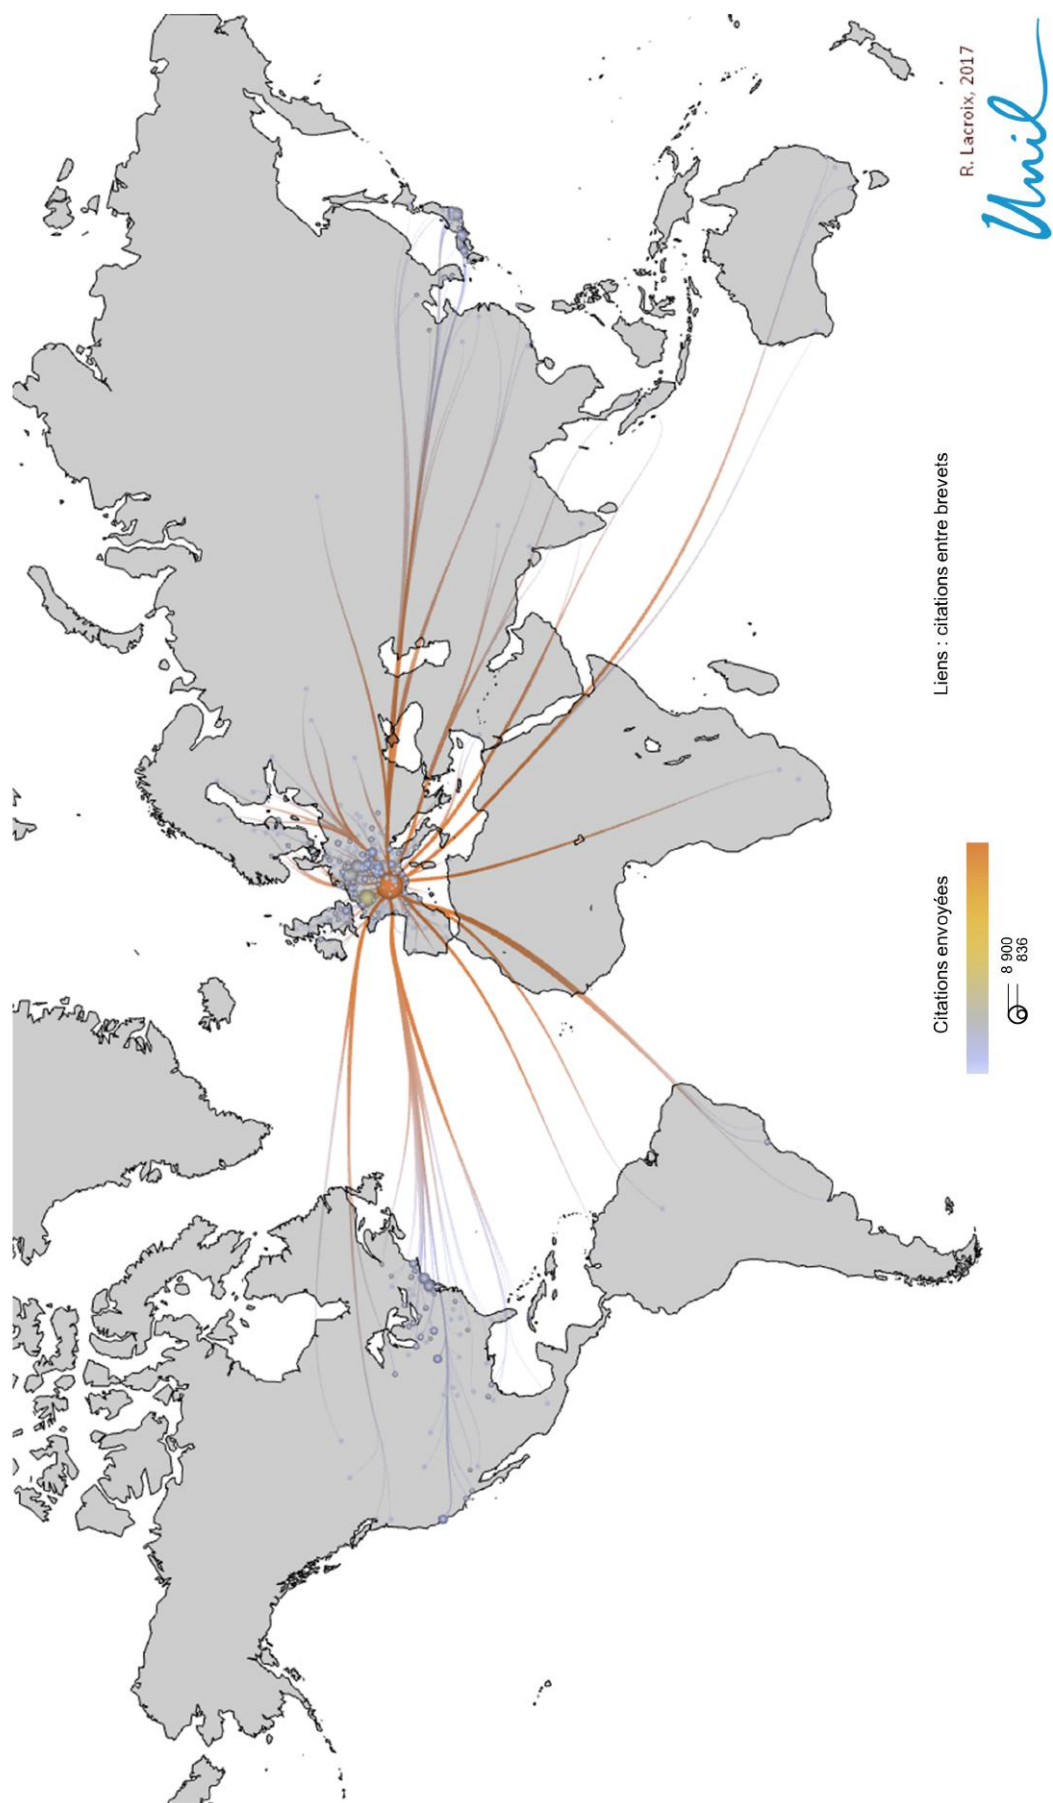 Citations envoyées
8 900
836
Liens : citations entre brevets
R. Lacroix, 2017
Unil